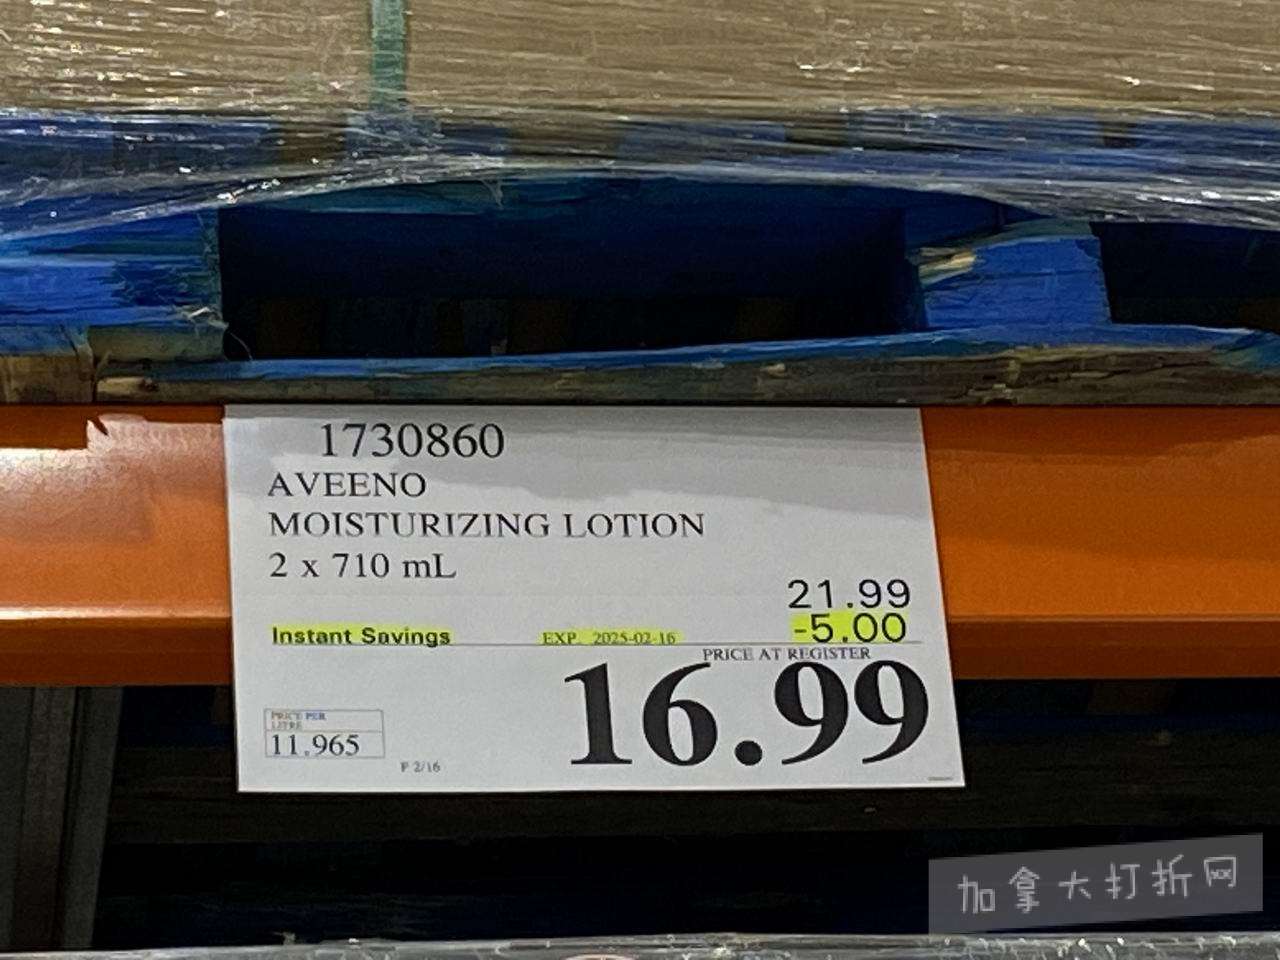 1730860
AVEENO
MOISTURIZING LOTION
2 x 710 mL
21.99
Instant Savings EXP. 2025-02-16 -5.00
PRICE AT REGISTER
16.99
PRICE PER
LITRE
11.965
P 2/16
加拿大打折网